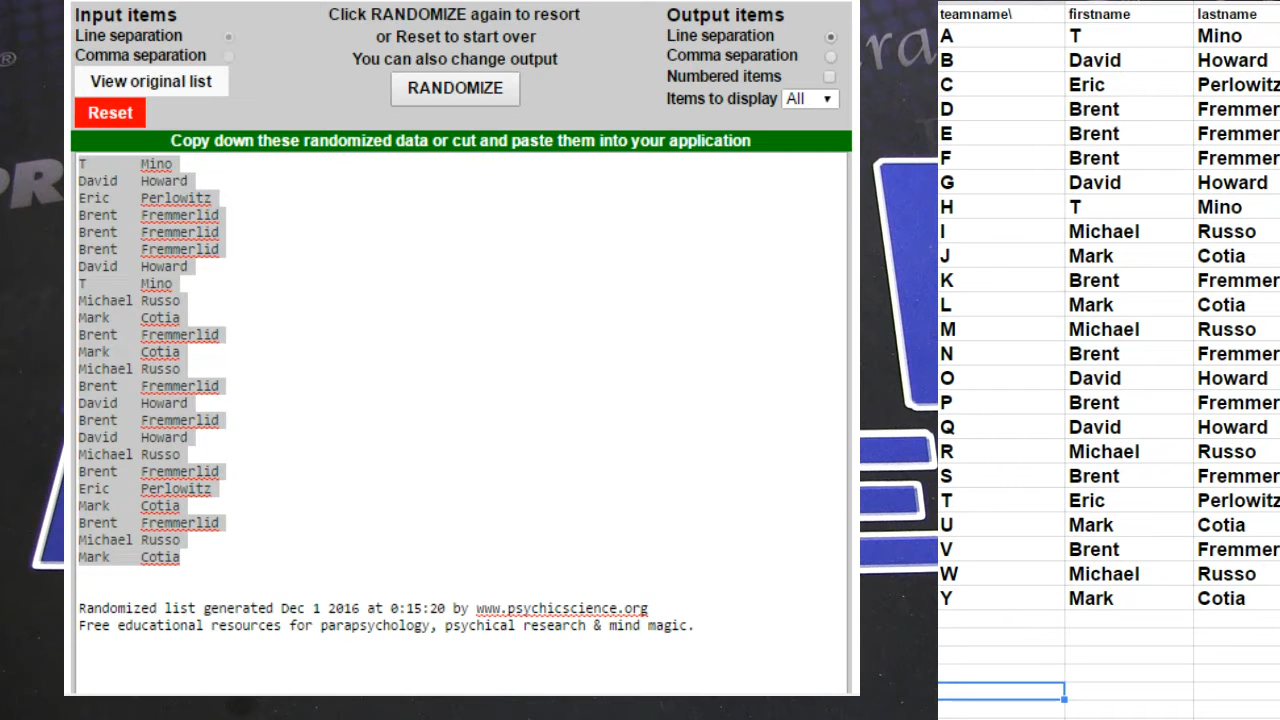 Input items
Line separation
Comma separation
View original list
Reset
Click RANDOMIZE again to resort
or Reset to start over
You can also change output
RANDOMIZE
Output items
Line separation
Comma separation
Numbered items
Items to display All
Copy down these randomized data or cut and paste them into your application
T Mino
David Howard
Eric Perlowitz
Brent Fremmerlid
Brent Fremmerlid
Brent Fremmerlid
David Howard
T Mino
Michael Russo
Mark Cotia
Brent Fremmerlid
Mark Cotia
Michael Russo
Brent Fremmerlid
David Howard
Brent Fremmerlid
David Howard
Michael Russo
Brent Fremmerlid
Eric Perlowitz
Mark Cotia
Brent Fremmerlid
Michael Russo
Mark Cotia
Randomized list generated Dec 1 2016 at 0:15:20 by www.psychicscience.org
Free educational resources for parapsychology, psychical research & mind magic.
teamname\ firstname lastname
A T Mino
B David Howard
C Eric Perlowitz
D Brent Fremmer
E Brent Fremmer
F Brent Fremmer
G David Howard
H T Mino
I Michael Russo
J Mark Cotia
K Brent Fremmer
L Mark Cotia
M Michael Russo
N Brent Fremmer
O David Howard
P Brent Fremmer
Q David Howard
R Michael Russo
S Brent Fremmer
T Eric Perlowitz
U Mark Cotia
V Brent Fremmer
W Michael Russo
Y Mark Cotia